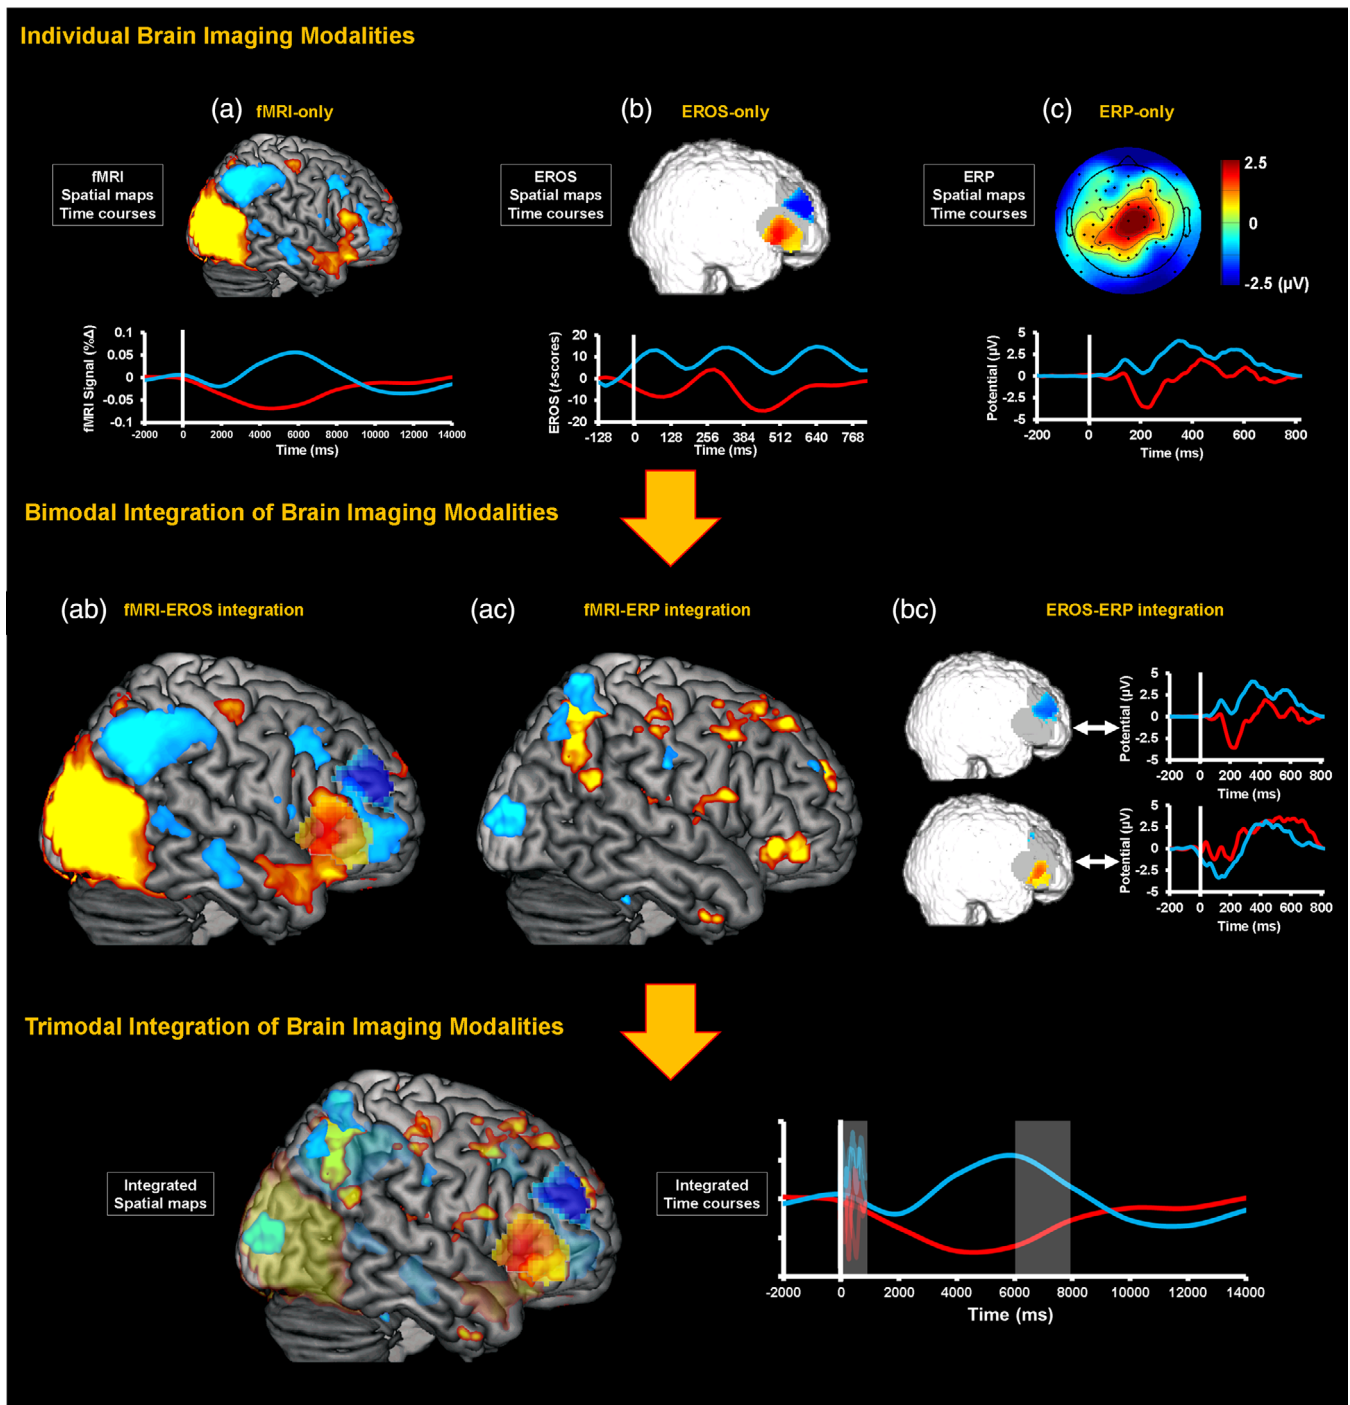 Individual Brain Imaging Modalities
(a) fMRI-only
(b) EROS-only
(c) ERP-only
fMRI
Spatial maps
Time courses
EROS
Spatial maps
Time courses
ERP
Spatial maps
Time courses
2.5
0
-2.5 (μV)
fMRI Signal (%Δ)
0.1
0.05
0
-0.05
-0.1
-2000 0 2000 4000 6000 8000 10000 12000 14000
Time (ms)
EROS (t-scores)
20
10
0
-10
-20
-128 0 128 256 384 512 640 768
Time (ms)
Potential (μV)
5
2.5
0
-2.5
-5
-200 0 200 400 600 800
Time (ms)
Bimodal Integration of Brain Imaging Modalities
(ab) fMRI-EROS integration
(ac) fMRI-ERP integration
(bc) EROS-ERP integration
Potential (μV)
5
2.5
0
-2.5
-5
-200 0 200 400 600 800
Time (ms)
Potential (μV)
5
2.5
0
-2.5
-5
-200 0 200 400 600 800
Time (ms)
Trimodal Integration of Brain Imaging Modalities
Integrated
Spatial maps
Integrated
Time courses
-2000 0 2000 4000 6000 8000 10000 12000 14000
Time (ms)